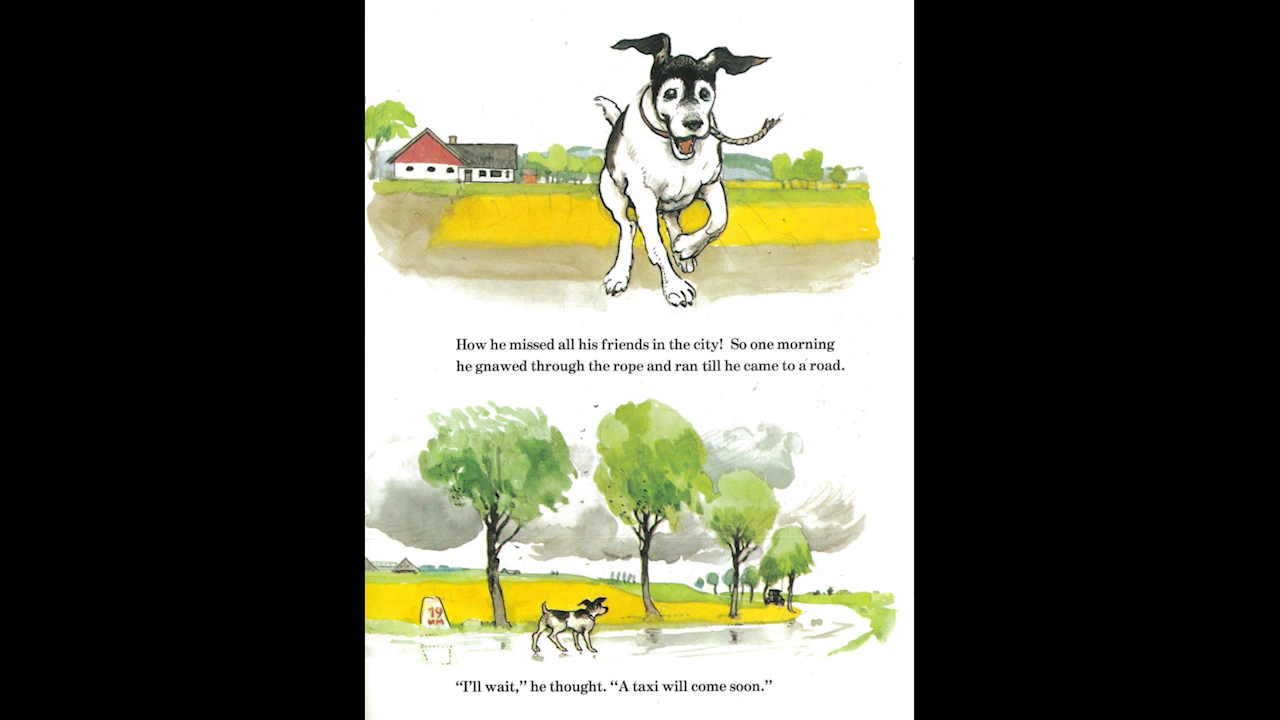 How he missed all his friends in the city! So one morning
he gnawed through the rope and ran till he came to a road.
19
KM
"I'll wait," he thought. "A taxi will come soon."